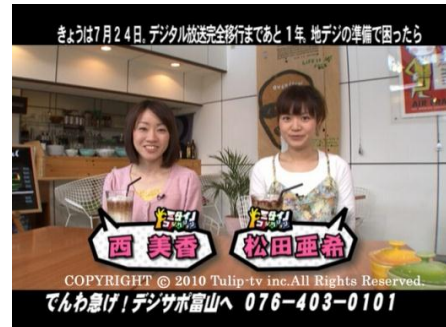 きょうは7月24日,デジタル放送完全移行まであと1年,地デジの準備で困ったら
西 美香
松田亜希
COPYRIGHT © 2010 Tulip-tv inc.All Rights Reserved.
でんわ急げ!デジサポ富山へ 076-403-0101